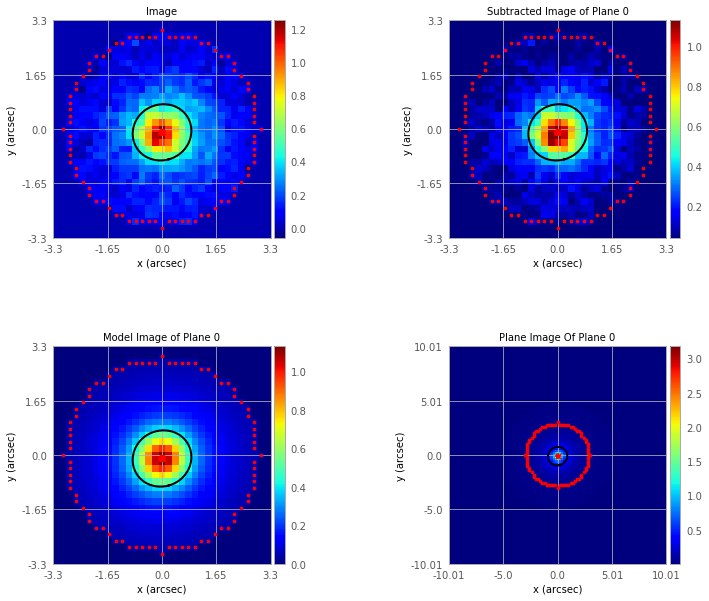 Image
3.3
1.65
0.0
-1.65
-3.3
y (arcsec)
-3.3 -1.65 0.0 1.65 3.3
x (arcsec)
1.2
1.0
0.8
0.6
0.4
0.2
0.0
Subtracted Image of Plane 0
3.3
1.65
0.0
-1.65
-3.3
y (arcsec)
-3.3 -1.65 0.0 1.65 3.3
x (arcsec)
1.0
0.8
0.6
0.4
0.2
Model Image of Plane 0
3.3
1.65
0.0
-1.65
-3.3
y (arcsec)
-3.3 -1.65 0.0 1.65 3.3
x (arcsec)
1.0
0.8
0.6
0.4
0.2
0.0
Plane Image Of Plane 0
10.01
5.01
0.0
-5.0
-10.01
y (arcsec)
-10.01 -5.0 0.0 5.01 10.01
x (arcsec)
3.0
2.5
2.0
1.5
1.0
0.5